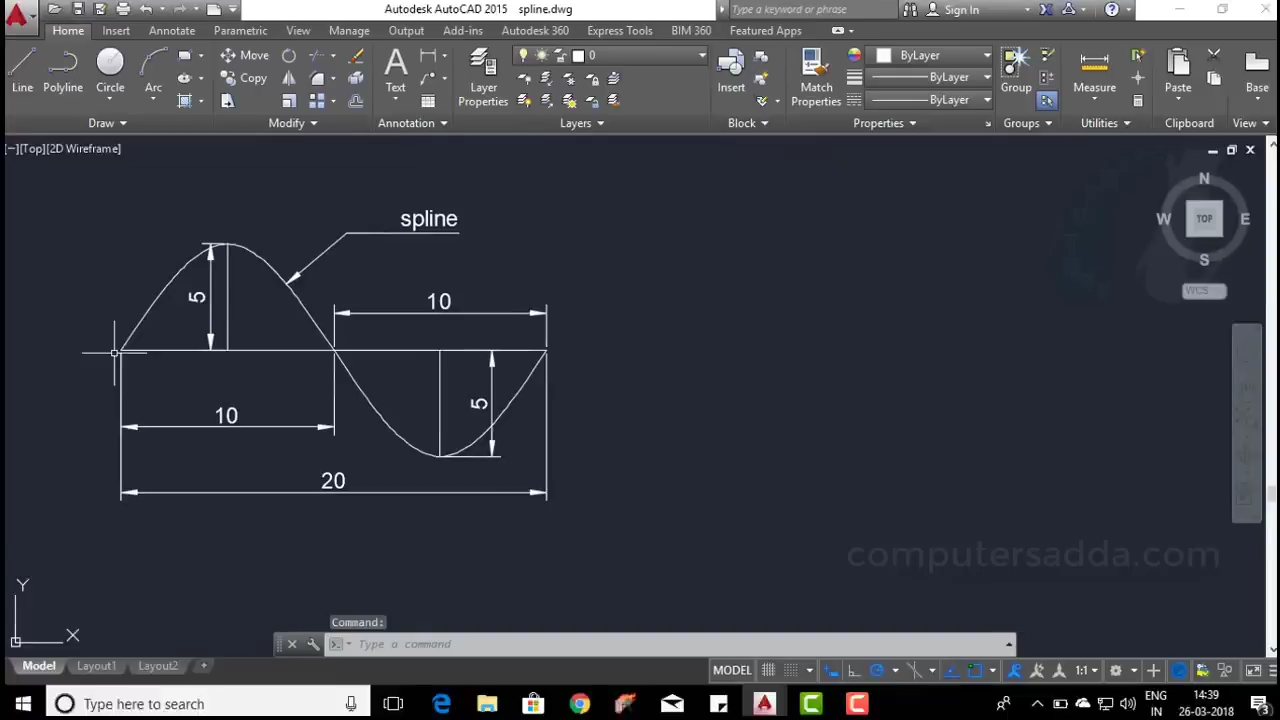 Autodesk AutoCAD 2015 spline.dwg
Type a keyword or phrase
Sign In
Home Insert Annotate Parametric View Manage Output Add-ins Autodesk 360 Express Tools BIM 360 Featured Apps
Line Polyline Circle Arc
Move
Copy
Text
Layer Properties
0
Insert
Match Properties
ByLayer
ByLayer
ByLayer
Group
Measure
Paste
Base
Draw Modify Annotation Layers Block Properties Groups Utilities Clipboard View
[−][Top][2D Wireframe]
N
W TOP E
S
WCS
spline
5
10
5
10
20
computersadda.com
Y
X
Command:
Type a command
Model Layout1 Layout2 +
MODEL 1:1
Type here to search
ENG 14:39
IN 26-03-2018
3